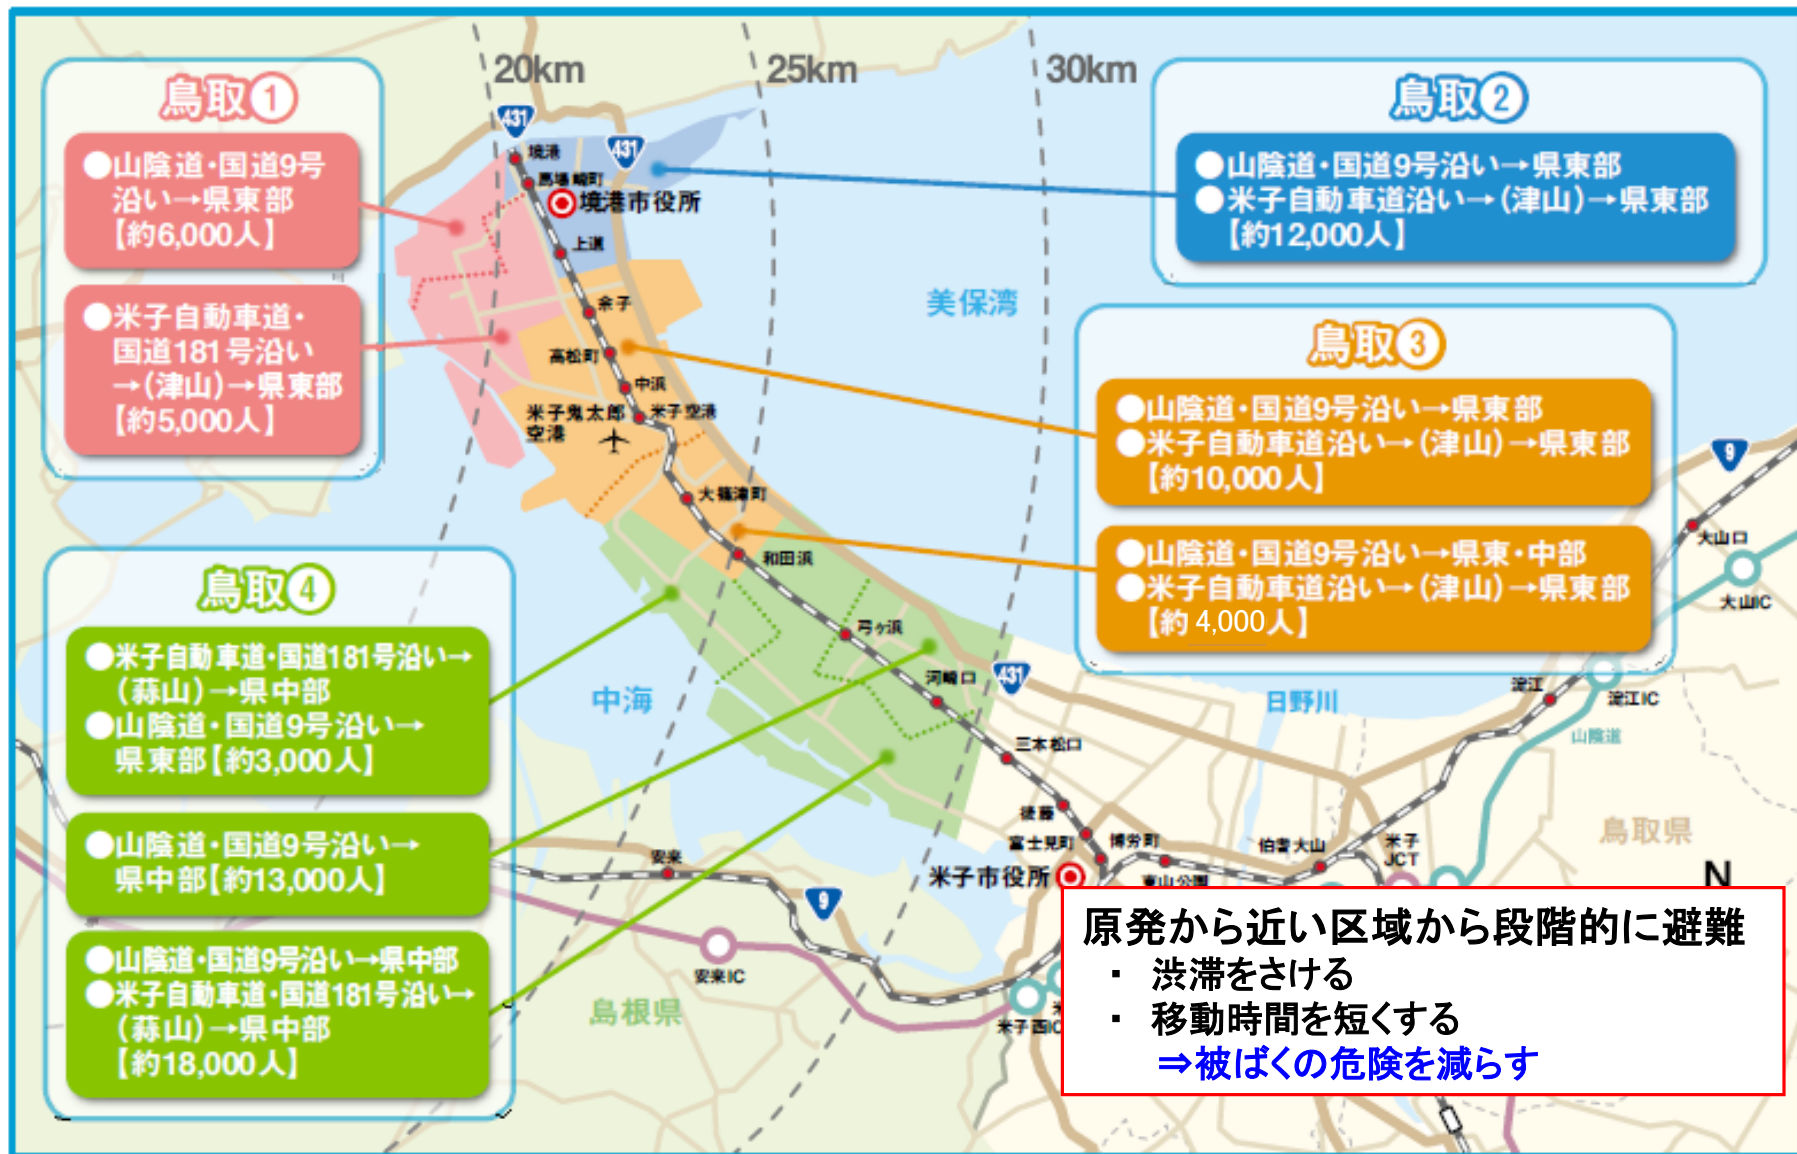 20km
25km
30km
鳥取①
●山陰道・国道9号
沿い→県東部
【約6,000人】
●米子自動車道・
国道181号沿い
→(津山)→県東部
【約5,000人】
鳥取②
●山陰道・国道9号沿い→県東部
●米子自動車道沿い→(津山)→県東部
【約12,000人】
鳥取③
●山陰道・国道9号沿い→県東部
●米子自動車道沿い→(津山)→県東部
【約10,000人】
●山陰道・国道9号沿い→県東・中部
●米子自動車道沿い→(津山)→県東部
【約 4,000人】
鳥取④
●米子自動車道・国道181号沿い→
(蒜山)→県中部
●山陰道・国道9号沿い→
県東部【約3,000人】
●山陰道・国道9号沿い→
県中部【約13,000人】
●山陰道・国道9号沿い→県中部
●米子自動車道・国道181号沿い→
(蒜山)→県中部
【約18,000人】
431
431
境港
馬場崎町
境港市役所
上道
余子
高松町
中浜
米子鬼太郎
空港
米子空港
大篠津町
和田浜
弓ヶ浜
河崎口
431
三本松口
後藤
富士見町
博労町
米子市役所
東山公園
伯耆大山
米子
JCT
美保湾
中海
日野川
9
大山口
大山IC
淀江
淀江IC
山陰道
鳥取県
N
安来
9
安来IC
島根県
米子西IC
原発から近い区域から段階的に避難
・ 渋滞をさける
・ 移動時間を短くする
⇒被ばくの危険を減らす